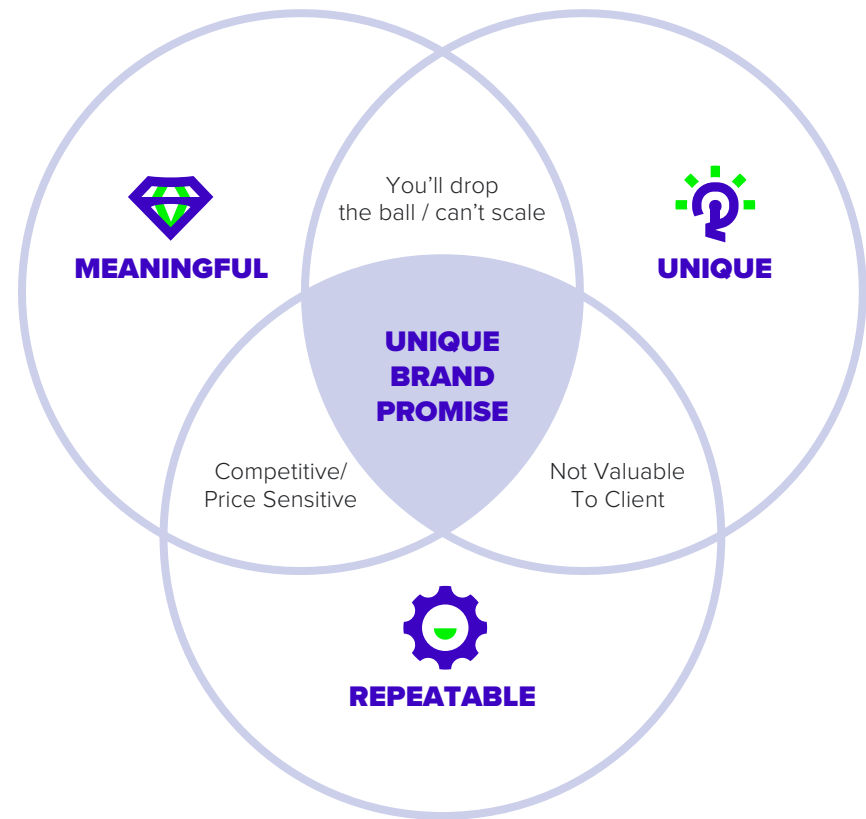 You’ll drop
the ball / can’t scale
MEANINGFUL
UNIQUE
UNIQUE
BRAND
PROMISE
Competitive/
Price Sensitive
Not Valuable
To Client
REPEATABLE